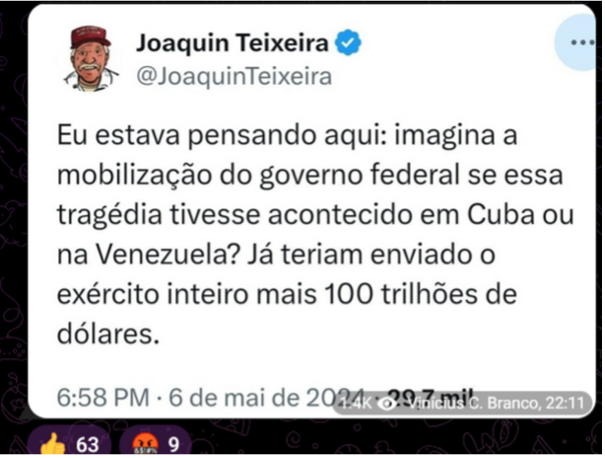 Joaquin Teixeira
@JoaquinTeixeira
Eu estava pensando aqui: imagina a
mobilização do governo federal se essa
tragédia tivesse acontecido em Cuba ou
na Venezuela? Já teriam enviado o
exército inteiro mais 100 trilhões de
dólares.
6:58 PM · 6 de mai de 2024 · 29,7 mil
1.4K Vinicius C. Branco, 22:11
63 9